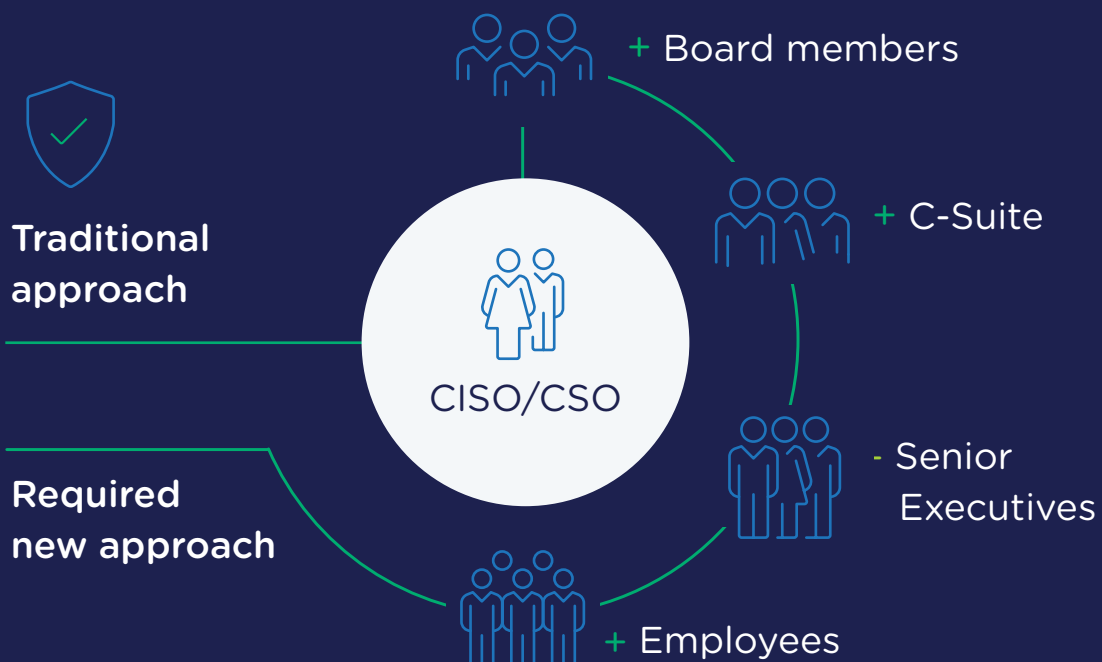 + Board members
+ C-Suite
Traditional
approach
CISO/CSO
- Senior
Executives
Required
new approach
+ Employees